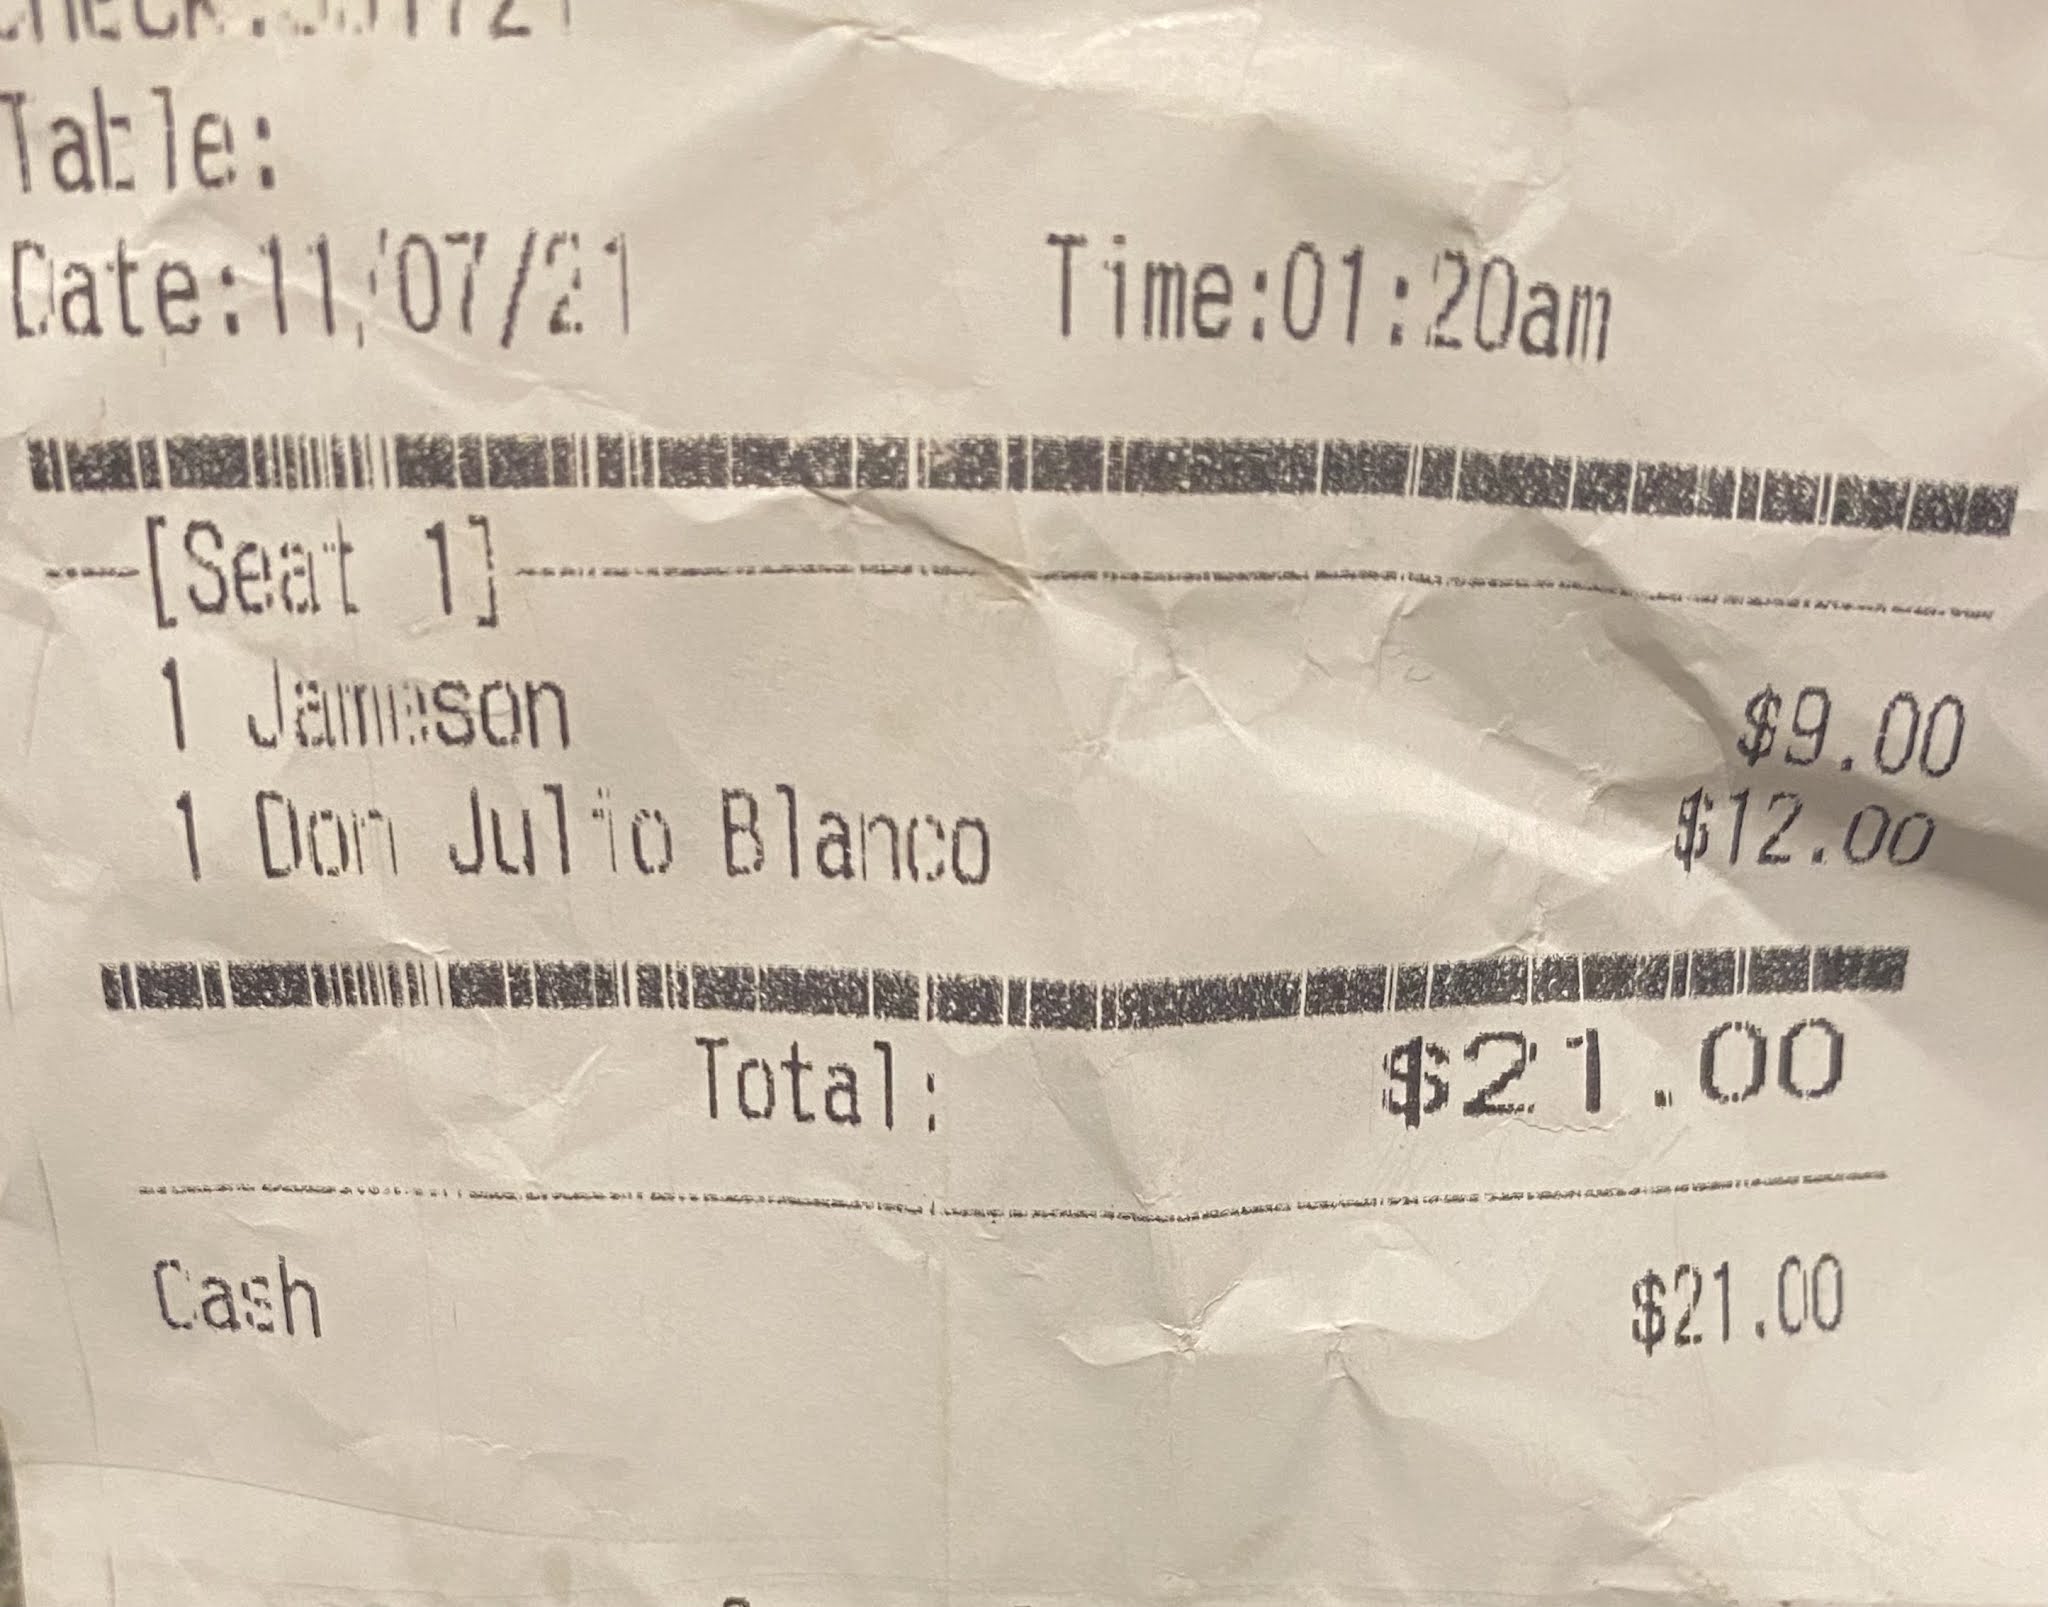 Table:
Date:11/07/21 Time:01:20am
[Seat 1]
1 Jameson $9.00
1 Don Julio Blanco $12.00
Total: $21.00
Cash $21.00